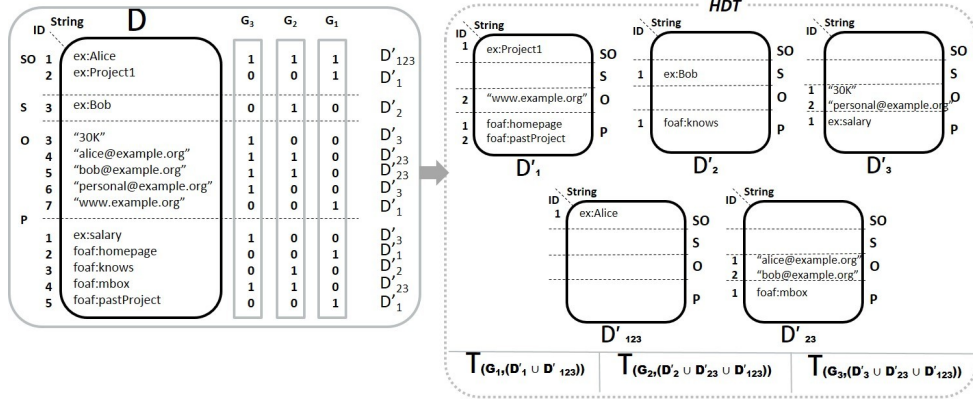 D G₃ G₂ G₁
ID String
SO 1 ex:Alice 1 1 1 D'₁₂₃
2 ex:Project1 0 0 1 D'₁
S 3 ex:Bob 0 1 0 D'₂
O 3 "30K" 1 0 0 D'₃
4 "alice@example.org" 1 1 0 D'₂₃
5 "bob@example.org" 1 1 0 D'₂₃
6 "personal@example.org" 1 0 0 D'₃
7 "www.example.org" 0 0 1 D'₁
P
1 ex:salary 1 0 0 D'₃
2 foaf:homepage 0 0 1 D'₁
3 foaf:knows 0 1 0 D'₂
4 foaf:mbox 1 1 0 D'₂₃
5 foaf:pastProject 0 0 1 D'₁
HDT
ID String
1 ex:Project1 SO
S
2 "www.example.org" O
1 foaf:homepage P
2 foaf:pastProject
D'₁
ID String
SO
1 ex:Bob S
O
1 foaf:knows P
D'₂
ID String
SO
S
1 "30K" O
2 "personal@example.org"
1 ex:salary P
D'₃
ID String
1 ex:Alice SO
S
O
P
D'₁₂₃
ID String
SO
S
1 "alice@example.org" O
2 "bob@example.org"
1 foaf:mbox P
D'₂₃
T(G₁,(D'₁ ∪ D'₁₂₃)) T(G₂,(D'₂ ∪ D'₂₃ ∪ D'₁₂₃)) T(G₃,(D'₃ ∪ D'₂₃ ∪ D'₁₂₃))